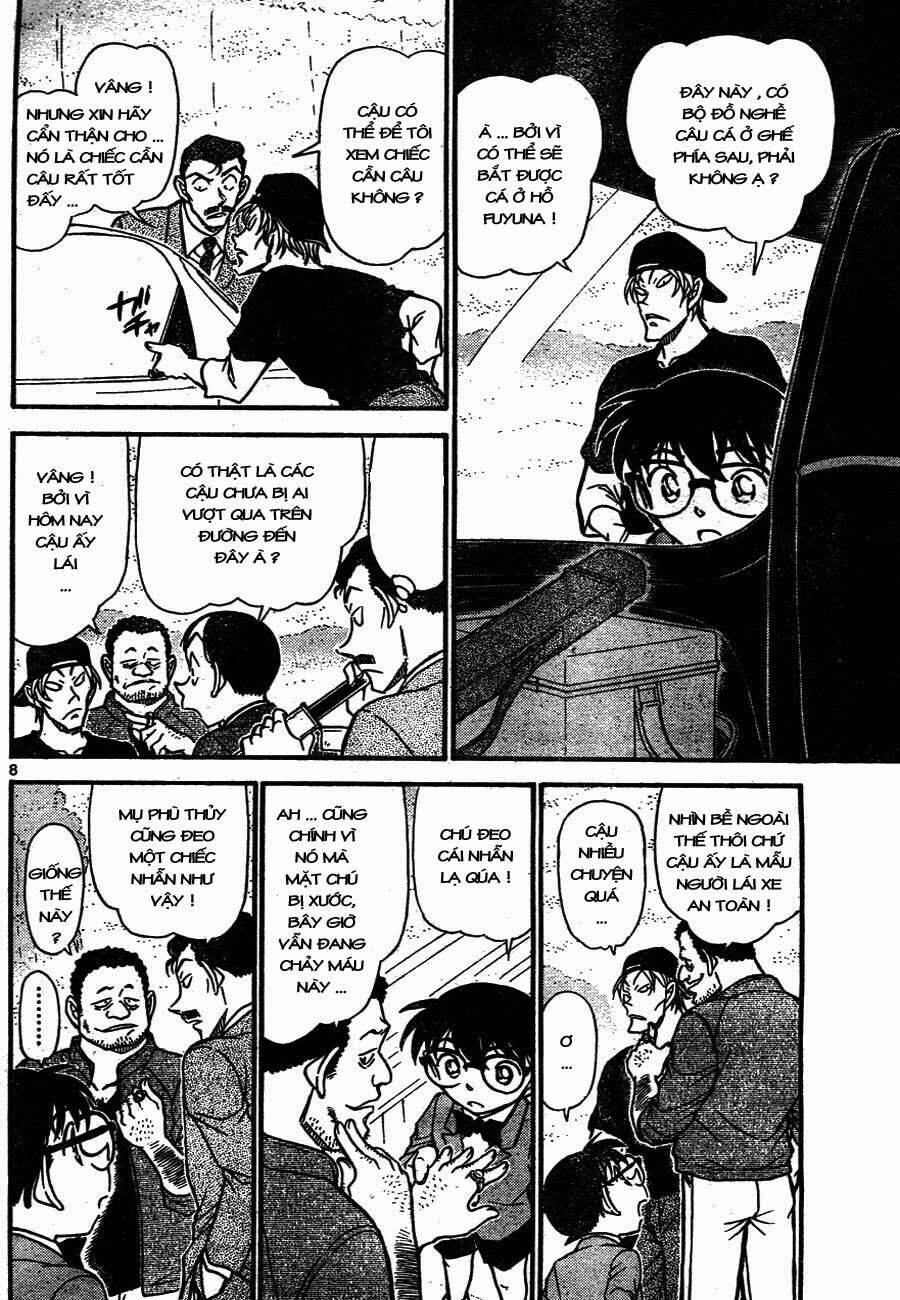 ĐÂY NÀY , CÓ
BỘ ĐỒ NGHỀ
CÂU CÁ Ở GHẾ
PHÍA SAU, PHẢI
KHÔNG Ạ ?
À ... BỞI VÌ
CÓ THỂ SẼ
BẮT ĐƯỢC
CÁ Ở HỒ
FUYUNA !
CẬU CÓ
THỂ ĐỂ TÔI
XEM CHIẾC
CẦN CÂU
KHÔNG ?
VÂNG !
NHƯNG XIN HÃY
CẨN THẬN CHO ...
NÓ LÀ CHIẾC CẦN
CÂU RẤT TỐT
ĐẤY ...
CÓ THẬT LÀ CÁC
CẬU CHƯA BỊ AI
VƯỢT QUA TRÊN
ĐƯỜNG ĐẾN
ĐÂY À ?
VÂNG !
BỞI VÌ
HÔM NAY
CẬU ẤY
LÁI
...
8
NHÌN BỀ NGOÀI
THẾ THÔI CHỨ
CẬU ẤY LÀ MẪU
NGƯỜI LÁI XE
AN TOÀN !
CẬU
NHIỀU
CHUYỆN
QUÁ
...
Ơ
...
CHÚ ĐEO
CÁI NHẪN
LẠ QÚA !
AH ... CŨNG
CHÍNH VÌ
NÓ MÀ
MẶT CHÚ
BỊ XƯỚC,
BÂY GIỜ
VẪN ĐANG
CHẢY MÁU
NÀY ...
MỤ PHÙ THỦY
CŨNG ĐEO
MỘT CHIẾC
NHẪN NHƯ
VẬY !
GIỐNG
THẾ
NÀY
?
......